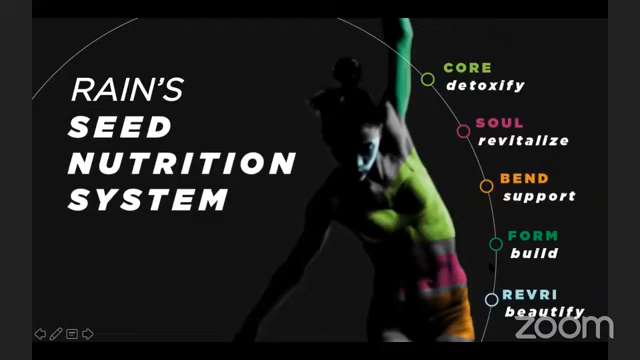 RAIN'S
SEED
NUTRITION
SYSTEM
CORE
detoxify
SOUL
revitalize
BEND
support
FORM
build
REVRI
beautify
zoom